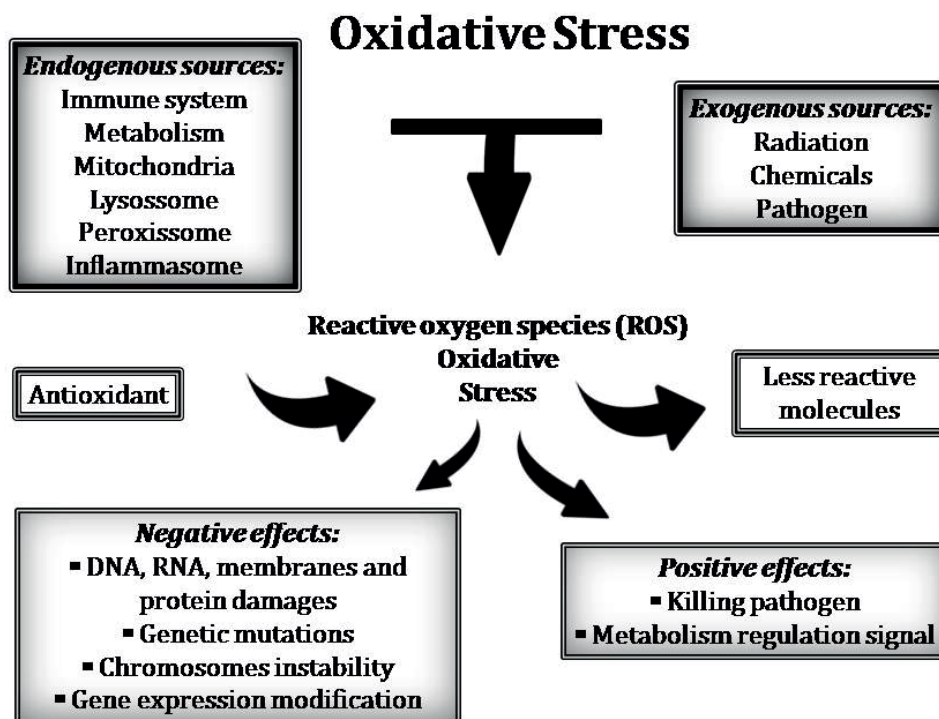 Oxidative Stress
Endogenous sources:
Immune system
Metabolism
Mitochondria
Lysossome
Peroxissome
Inflammasome
Exogenous sources:
Radiation
Chemicals
Pathogen
Reactive oxygen species (ROS)
Oxidative
Stress
Antioxidant
Less reactive
molecules
Negative effects:
▪ DNA, RNA, membranes and
protein damages
▪ Genetic mutations
▪ Chromosomes instability
▪ Gene expression modification
Positive effects:
▪ Killing pathogen
▪ Metabolism regulation signal